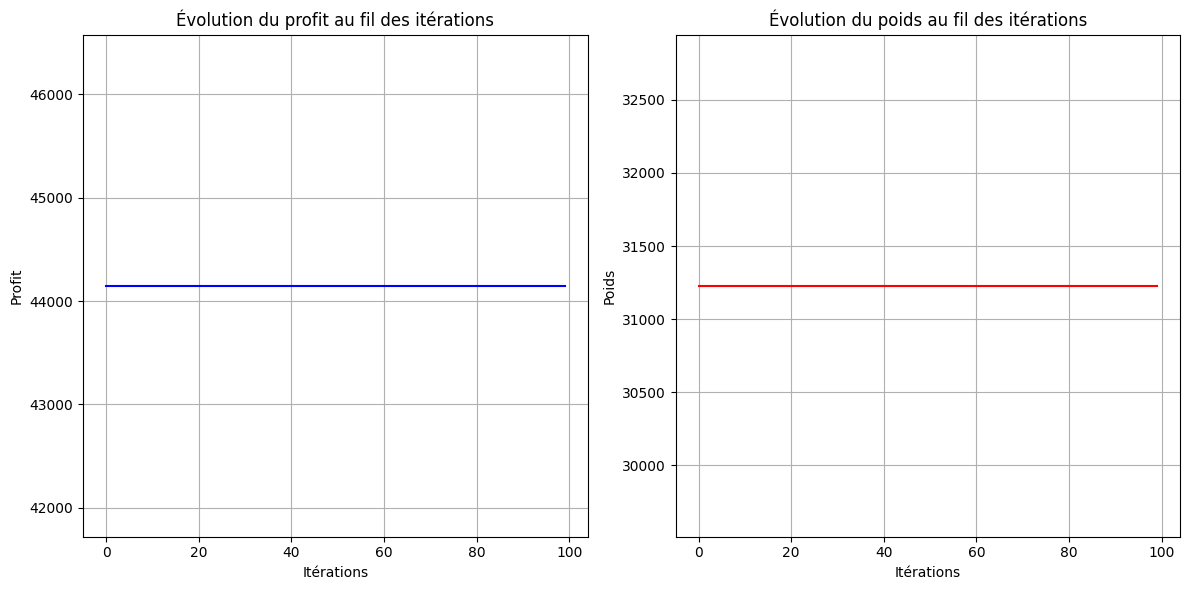 Évolution du profit au fil des itérations
46000
45000
44000
43000
42000
Profit
0 20 40 60 80 100
Itérations
Évolution du poids au fil des itérations
32500
32000
31500
31000
30500
30000
Poids
0 20 40 60 80 100
Itérations